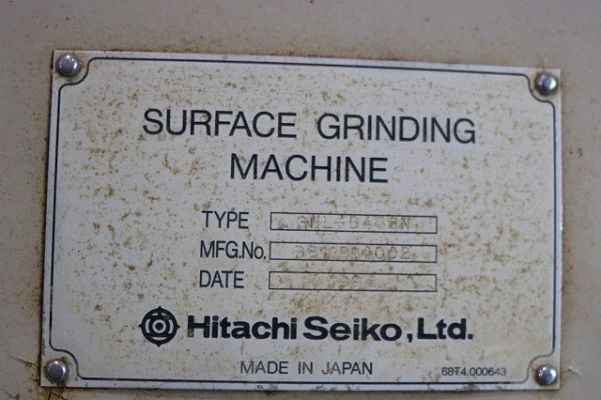 SURFACE GRINDING
MACHINE
TYPE
MFG.No.
DATE
Hitachi Seiko, Ltd.
MADE IN JAPAN
68T4.000643